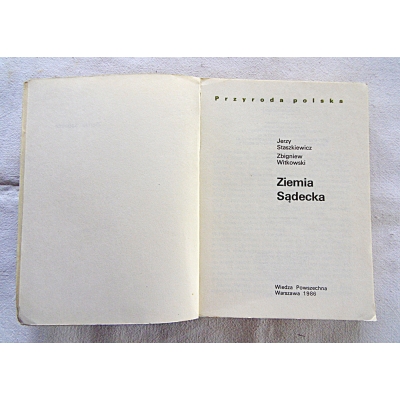 Przyroda polska
Jerzy
Staszkiewicz
Zbigniew
Witkowski
Ziemia
Sądecka
Wiedza Powszechna
Warszawa 1986